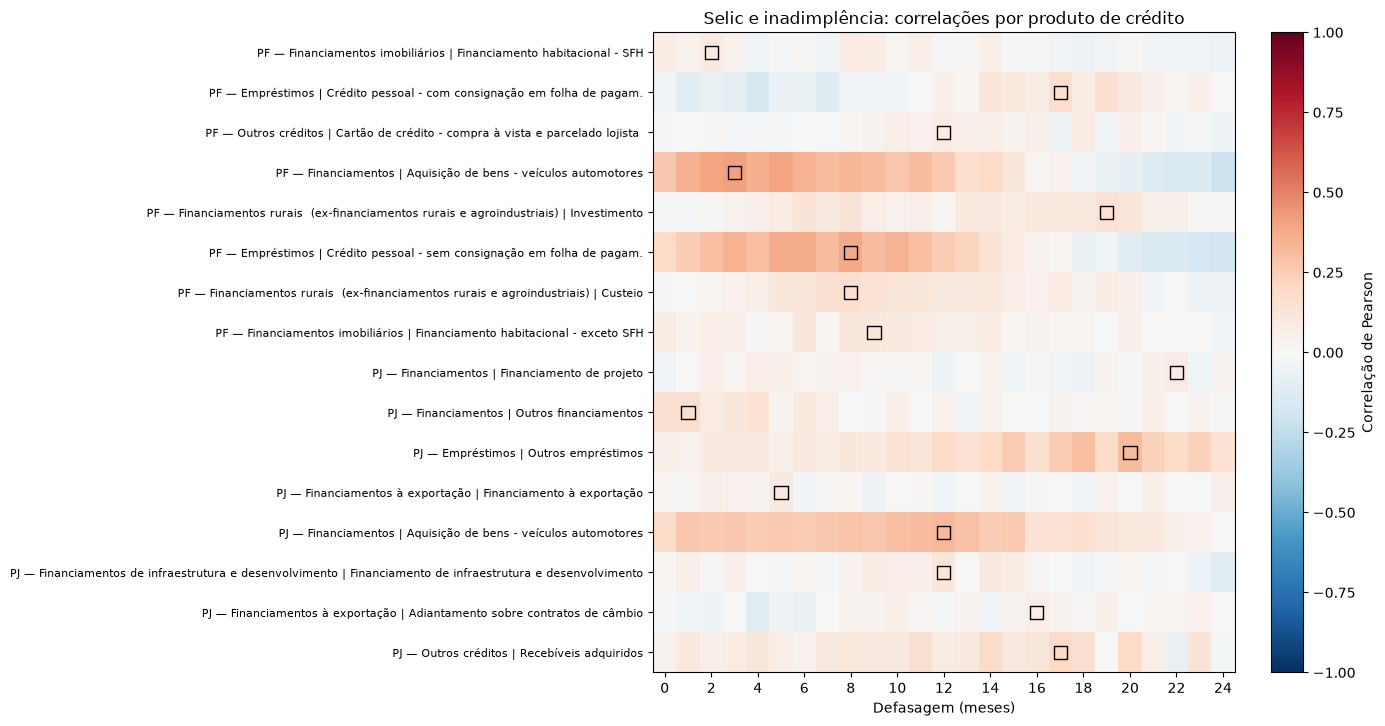 Selic e inadimplência: correlações por produto de crédito
PF — Financiamentos imobiliários | Financiamento habitacional - SFH
PF — Empréstimos | Crédito pessoal - com consignação em folha de pagam.
PF — Outros créditos | Cartão de crédito - compra à vista e parcelado lojista
PF — Financiamentos | Aquisição de bens - veículos automotores
PF — Financiamentos rurais  (ex-financiamentos rurais e agroindustriais) | Investimento
PF — Empréstimos | Crédito pessoal - sem consignação em folha de pagam.
PF — Financiamentos rurais  (ex-financiamentos rurais e agroindustriais) | Custeio
PF — Financiamentos imobiliários | Financiamento habitacional - exceto SFH
PJ — Financiamentos | Financiamento de projeto
PJ — Financiamentos | Outros financiamentos
PJ — Empréstimos | Outros empréstimos
PJ — Financiamentos à exportação | Financiamento à exportação
PJ — Financiamentos | Aquisição de bens - veículos automotores
PJ — Financiamentos de infraestrutura e desenvolvimento | Financiamento de infraestrutura e desenvolvimento
PJ — Financiamentos à exportação | Adiantamento sobre contratos de câmbio
PJ — Outros créditos | Recebíveis adquiridos
0 2 4 6 8 10 12 14 16 18 20 22 24
Defasagem (meses)
1.00
0.75
0.50
0.25
0.00
−0.25
−0.50
−0.75
−1.00
Correlação de Pearson